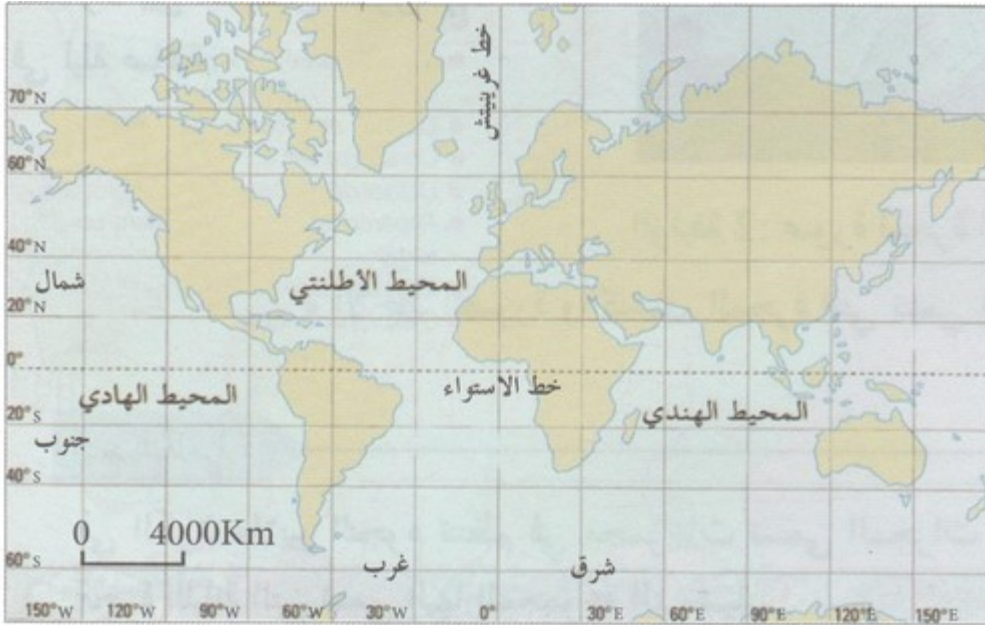 خط غرينيتش
70° N
60° N
40° N
شمال
المحيط الأطلنتي
20° N
0°
خط الاستواء
المحيط الهادي
المحيط الهندي
20° S
جنوب
40° S
0 4000Km
60° S
غرب
شرق
150° W 120° W 90° W 60° W 30° W 0° 30° E 60° E 90° E 120° E 150° E